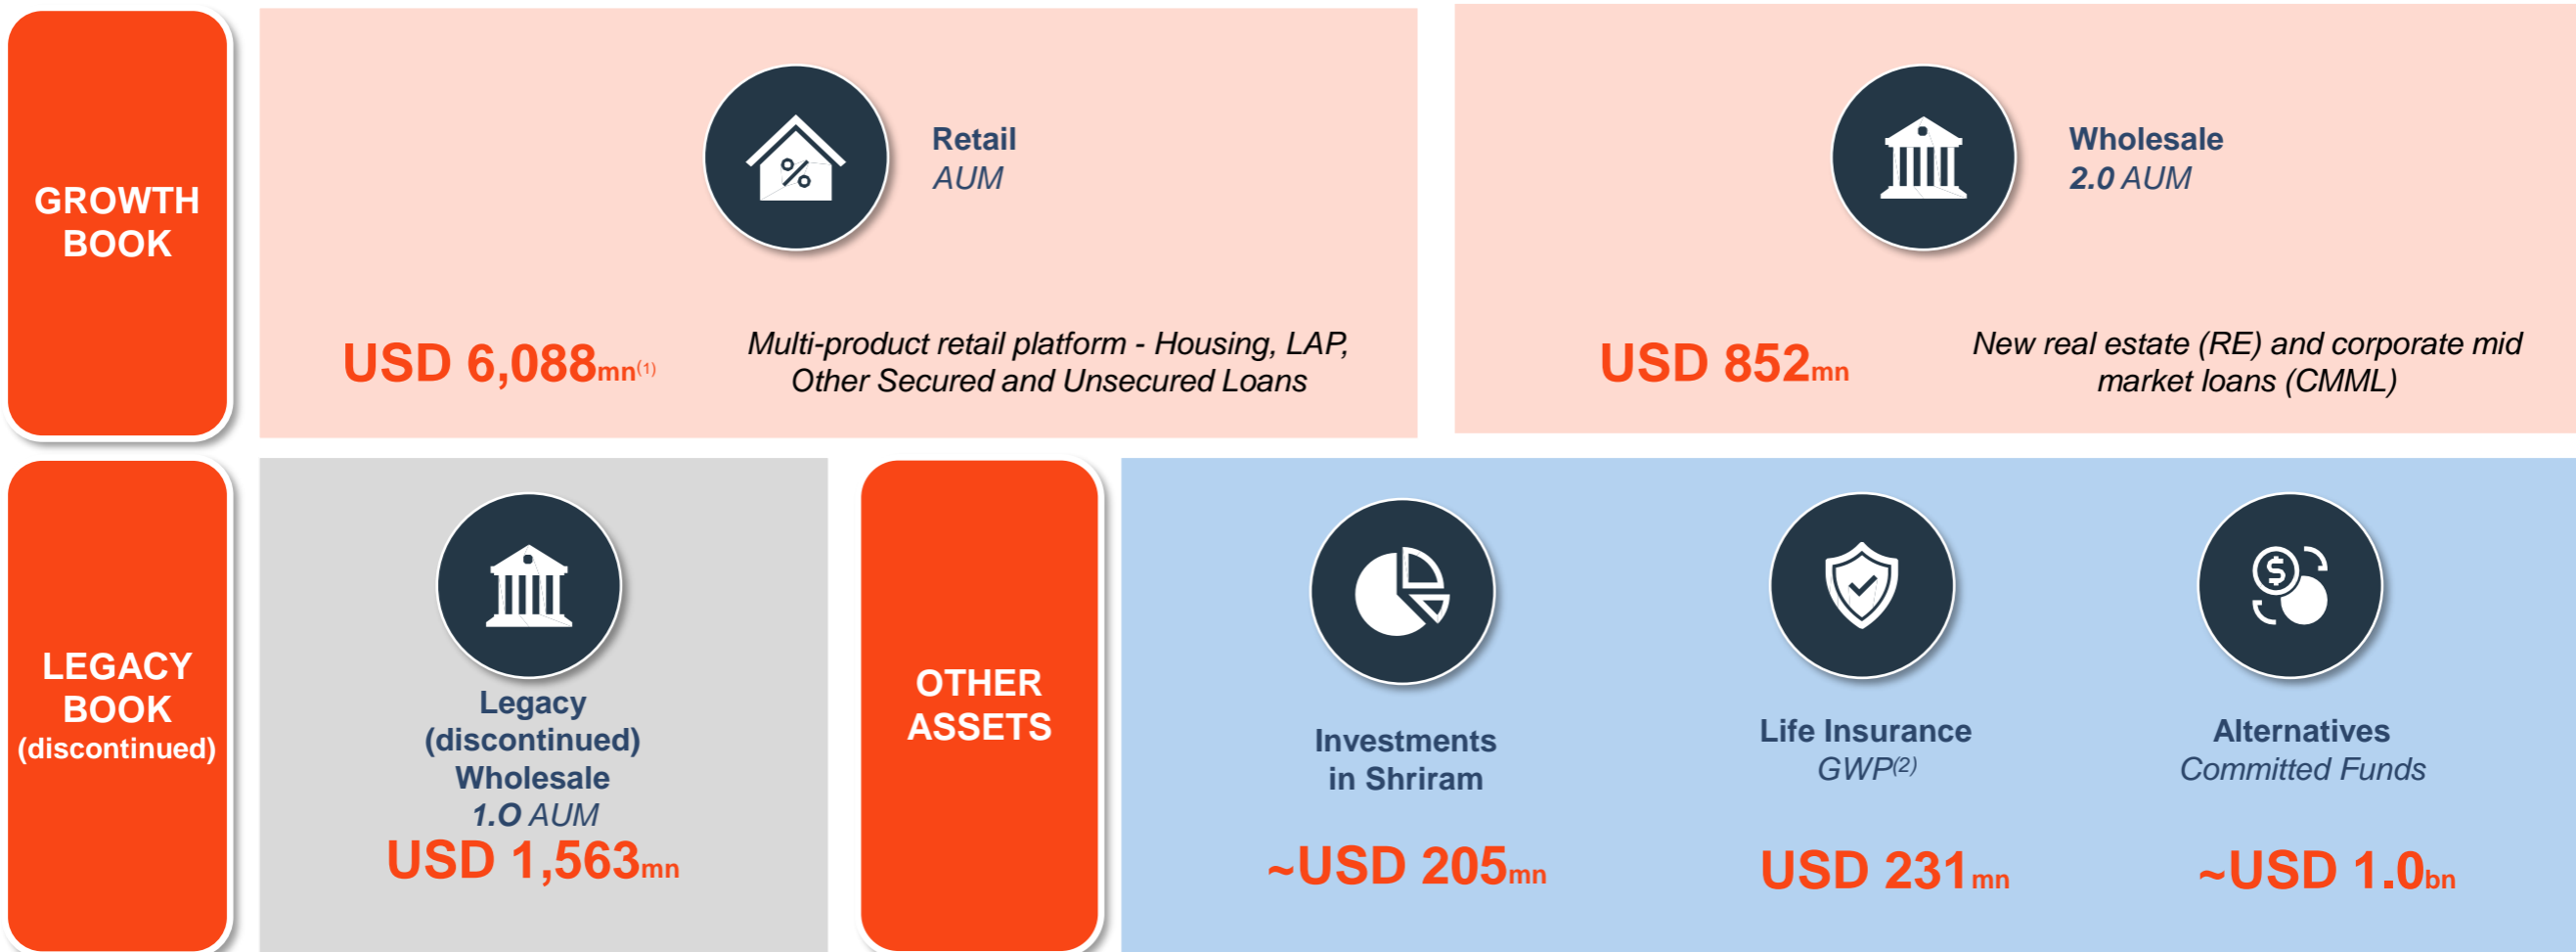 GROWTH
BOOK
Retail
AUM
USD 6,088mn(1)
Multi-product retail platform - Housing, LAP,
Other Secured and Unsecured Loans
Wholesale
2.0 AUM
USD 852mn
New real estate (RE) and corporate mid
market loans (CMML)
LEGACY
BOOK
(discontinued)
Legacy
(discontinued)
Wholesale
1.O AUM
USD 1,563mn
OTHER
ASSETS
Investments
in Shriram
~USD 205mn
Life Insurance
GWP(2)
USD 231mn
Alternatives
Committed Funds
~USD 1.0bn